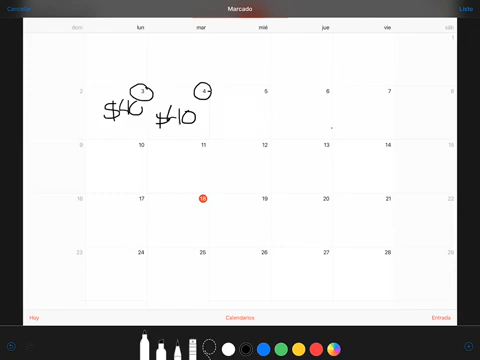 Cancelar Marcado Listo
dom lun mar mié jue vie sáb
1
2 3 4 5 6 7 8
$40 $40
9 10 11 12 13 14 15
16 17 18 19 20 21 22
23 24 25 26 27 28 29
Hoy Calendarios Entrada